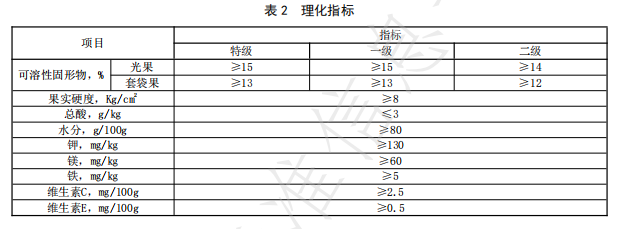 表 2 理化指标
项目 指标
特级 一级 二级
可溶性固形物，% 光果 ≥15 ≥15 ≥14
套袋果 ≥13 ≥13 ≥12
果实硬度，Kg/cm² ≥8
总酸，g/kg ≤3
水分，g/100g ≥80
钾，mg/kg ≥130
镁，mg/kg ≥60
铁，mg/kg ≥5
维生素C，mg/100g ≥2.5
维生素E，mg/100g ≥0.5